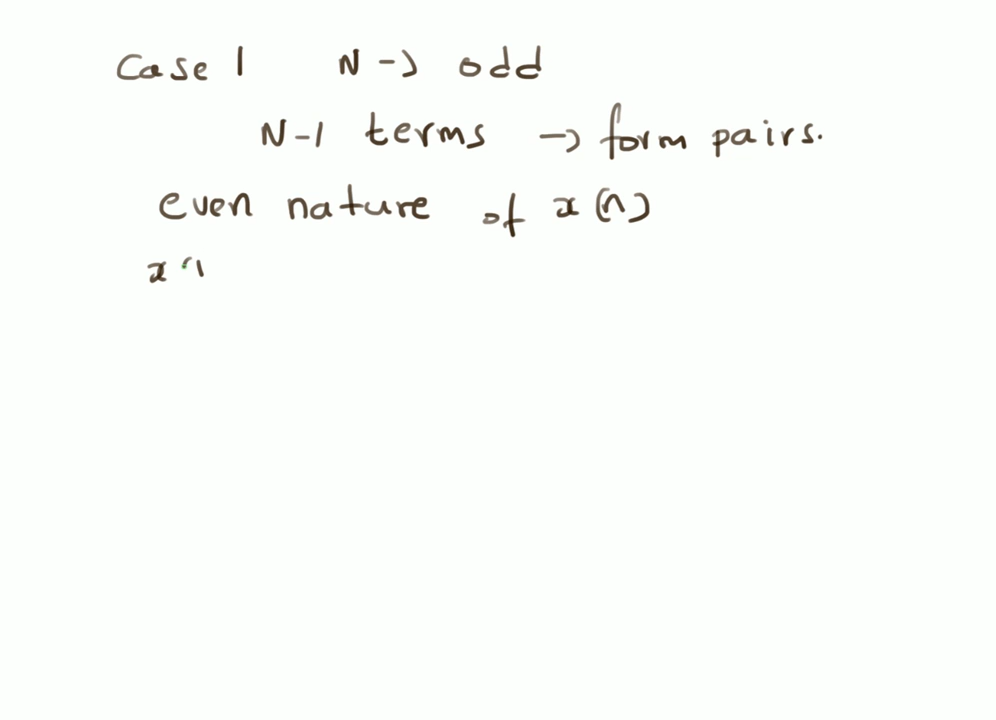 Case 1 N -> odd
N-1 terms -> form pairs.
even nature of x(n)
x